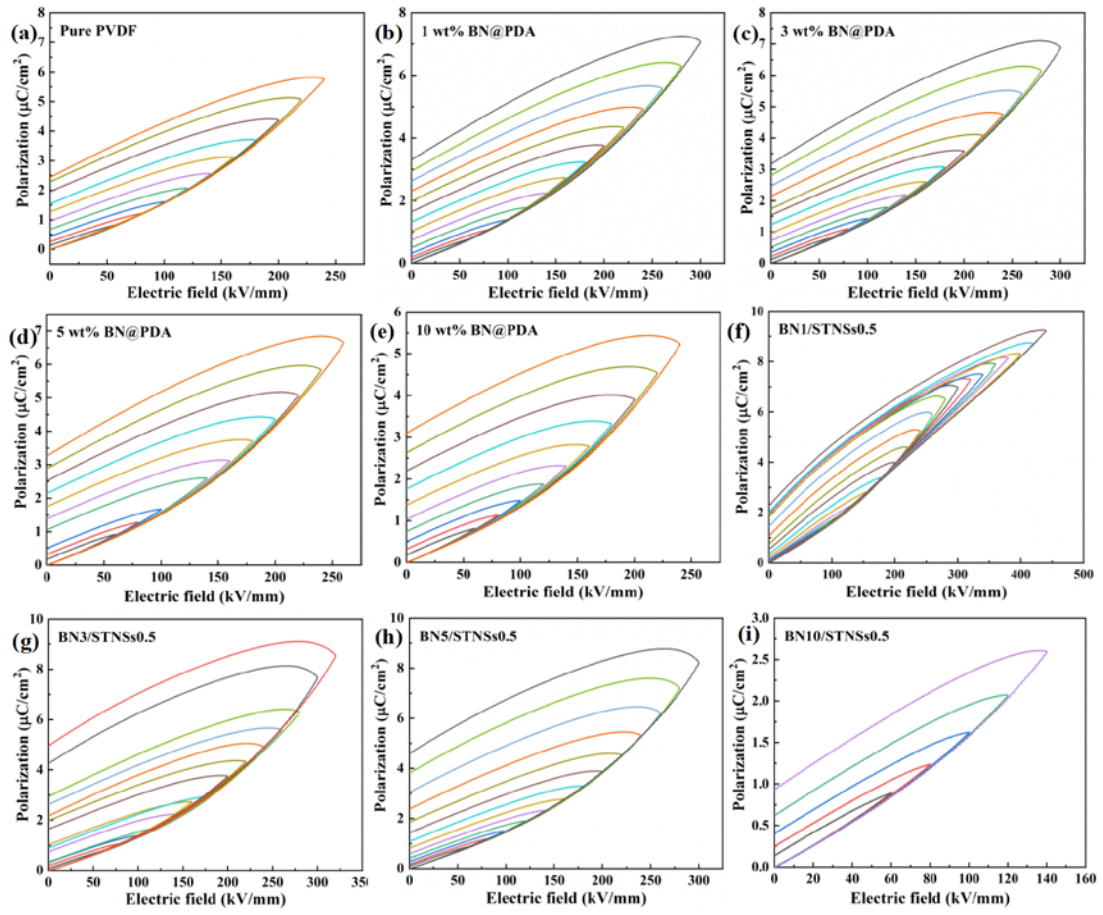 (a) Pure PVDF
8
7
6
5
4
3
2
1
0
Polarization (μC/cm²)
0 50 100 150 200 250
Electric field (kV/mm)
(b) 1 wt% BN@PDA
8
6
4
2
0
Polarization (μC/cm²)
0 50 100 150 200 250 300
Electric field (kV/mm)
(c) 3 wt% BN@PDA
8
7
6
5
4
3
2
1
0
Polarization (μC/cm²)
0 50 100 150 200 250 300
Electric field (kV/mm)
(d) 5 wt% BN@PDA
7
6
5
4
3
2
1
0
Polarization (μC/cm²)
0 50 100 150 200 250
Electric field (kV/mm)
(e) 10 wt% BN@PDA
6
5
4
3
2
1
0
Polarization (μC/cm²)
0 50 100 150 200 250
Electric field (kV/mm)
(f) BN1/STNSs0.5
10
8
6
4
2
0
Polarization (μC/cm²)
0 100 200 300 400 500
Electric field (kV/mm)
(g) BN3/STNSs0.5
10
8
6
4
2
0
Polarization (μC/cm²)
0 50 100 150 200 250 300 350
Electric field (kV/mm)
(h) BN5/STNSs0.5
10
8
6
4
2
0
Polarization (μC/cm²)
0 50 100 150 200 250 300
Electric field (kV/mm)
(i) BN10/STNSs0.5
3.0
2.5
2.0
1.5
1.0
0.5
0.0
Polarization (μC/cm²)
0 20 40 60 80 100 120 140 160
Electric field (kV/mm)